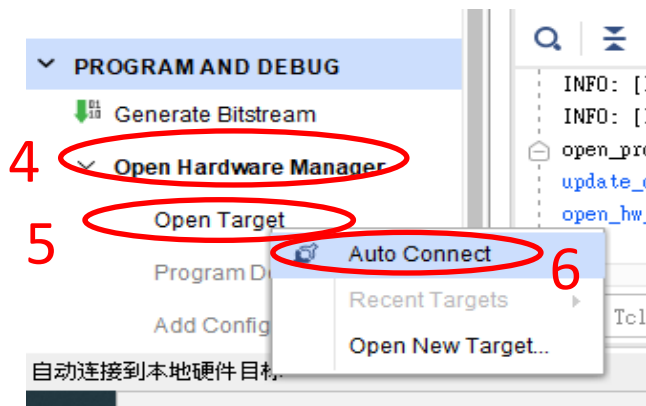 PROGRAM AND DEBUG
Generate Bitstream
4
Open Hardware Manager
5
Open Target
Auto Connect
6
Program D
Recent Targets
Add Config
Open New Target...
自动连接到本地硬件目标
INFO: [
INFO: [
open_pro
update_
open_hw_
Tcl